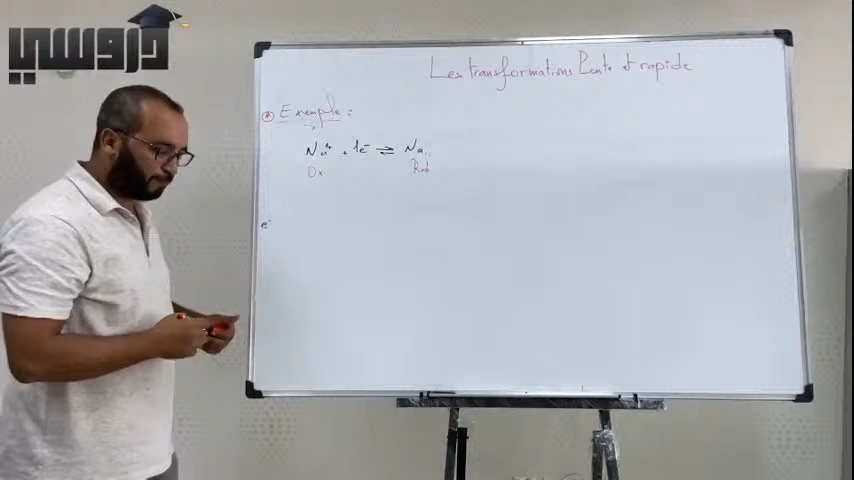 دروسي
Les transformations Lente et rapide
* Exemple :
Na⁺ + 1e⁻ ⇌ Na
Ox Red
e⁻